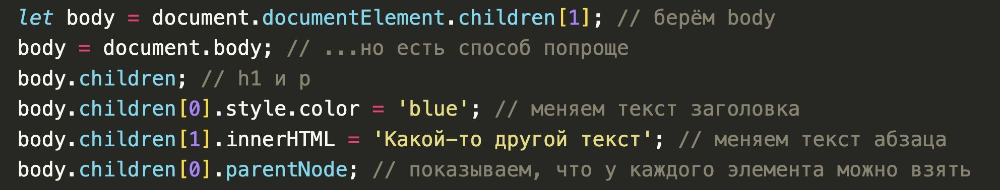 let body = document.documentElement.children[1]; // берём body
body = document.body; // ...но есть способ попроще
body.children; // h1 и p
body.children[0].style.color = 'blue'; // меняем текст заголовка
body.children[1].innerHTML = 'Какой-то другой текст'; // меняем текст абзаца
body.children[0].parentNode; // показываем, что у каждого элемента можно взять